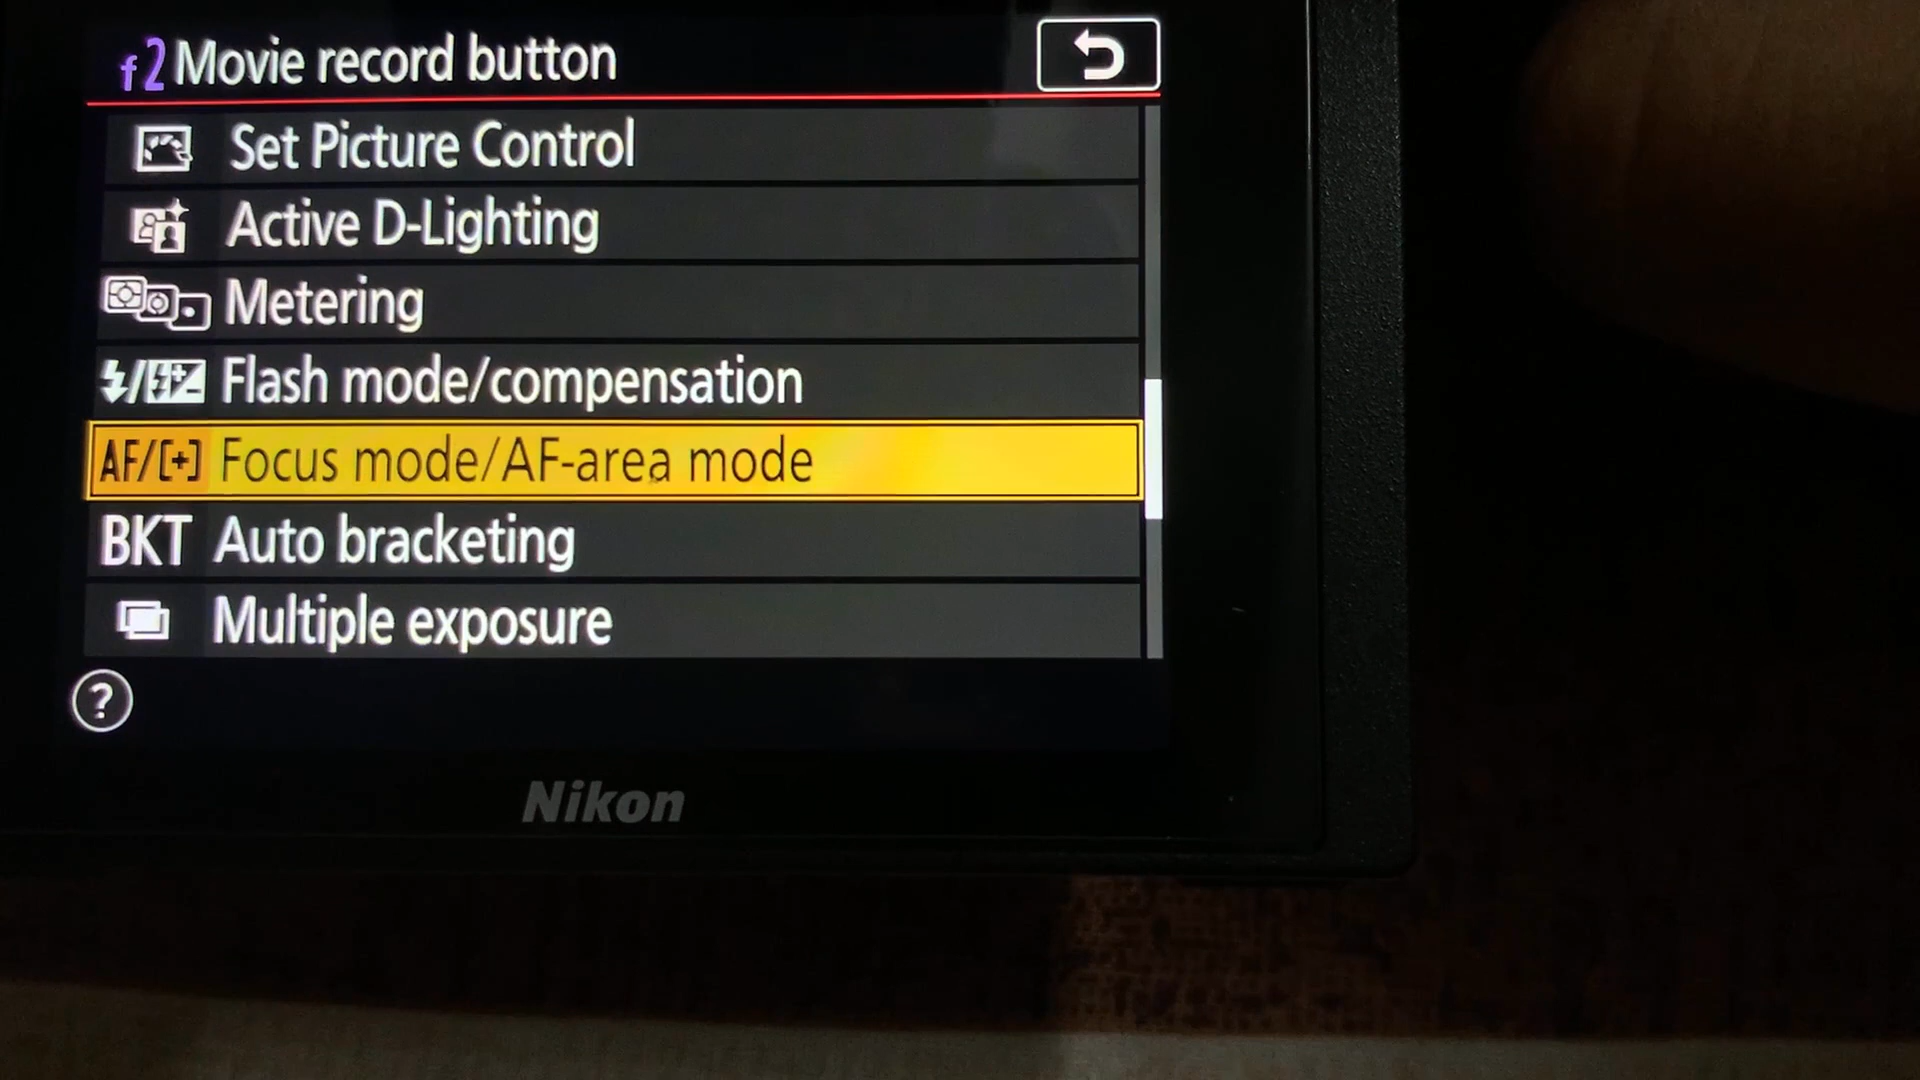 f2 Movie record button
Set Picture Control
Active D-Lighting
Metering
Flash mode/compensation
AF/[+] Focus mode/AF-area mode
BKT Auto bracketing
Multiple exposure
?
Nikon